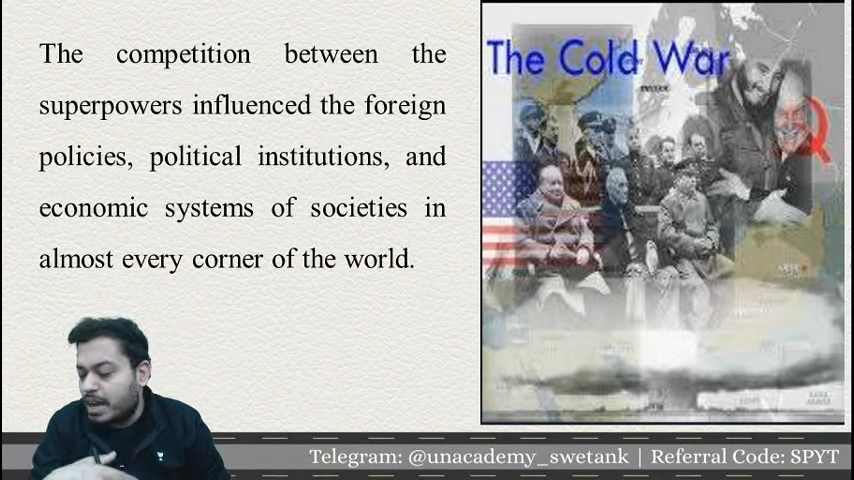 The competition between the
superpowers influenced the foreign
policies, political institutions, and
economic systems of societies in
almost every corner of the world.
The Cold War
Telegram: @unacademy_swetank | Referral Code: SPYT